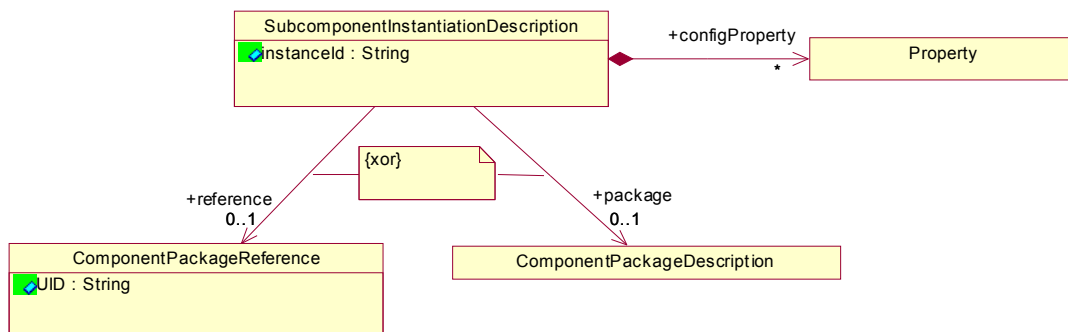 SubcomponentInstantiationDescription
instanceId : String
+configProperty
*
Property
{xor}
+reference
0..1
+package
0..1
ComponentPackageReference
UID : String
ComponentPackageDescription